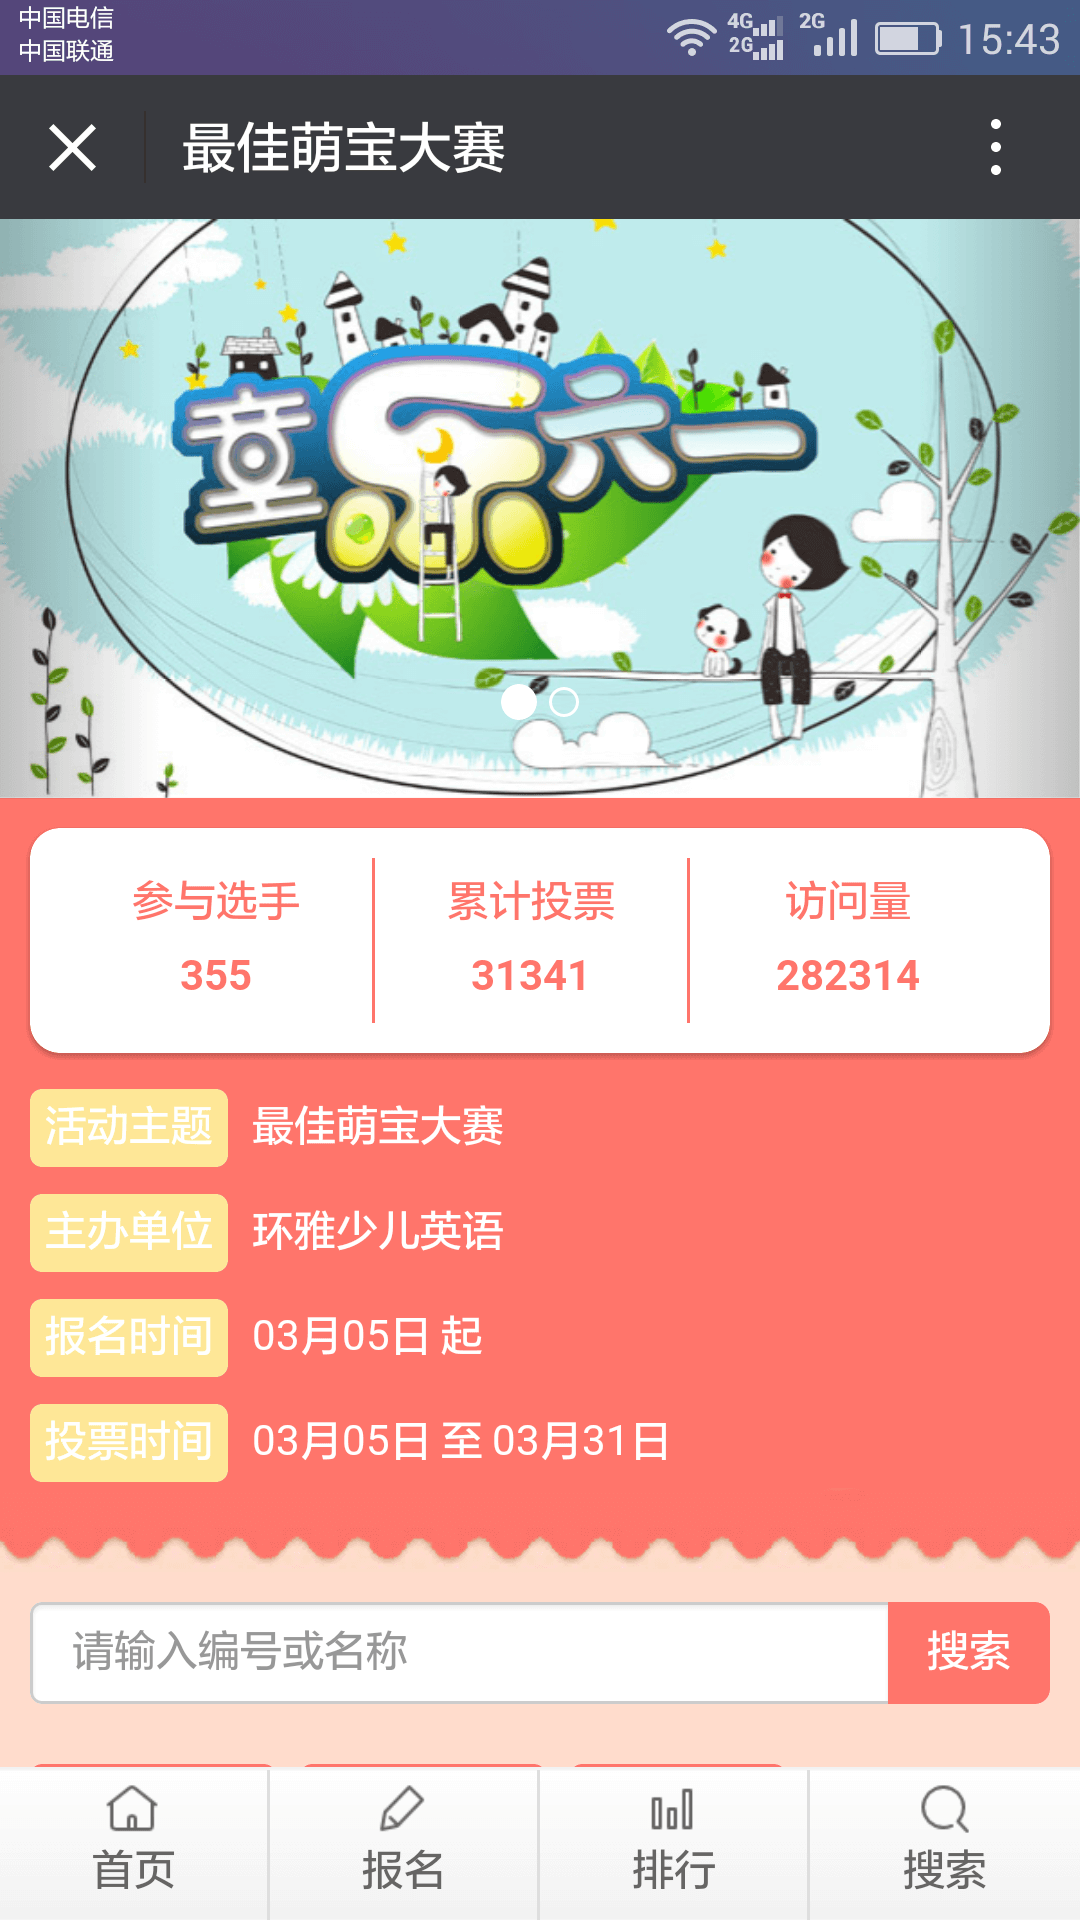 中国电信
中国联通
4G
2G
2G
15:43
最佳萌宝大赛
童乐六一
参与选手
累计投票
访问量
355
31341
282314
活动主题 最佳萌宝大赛
主办单位 环雅少儿英语
报名时间 03月05日 起
投票时间 03月05日 至 03月31日
请输入编号或名称
搜索
首页
报名
排行
搜索